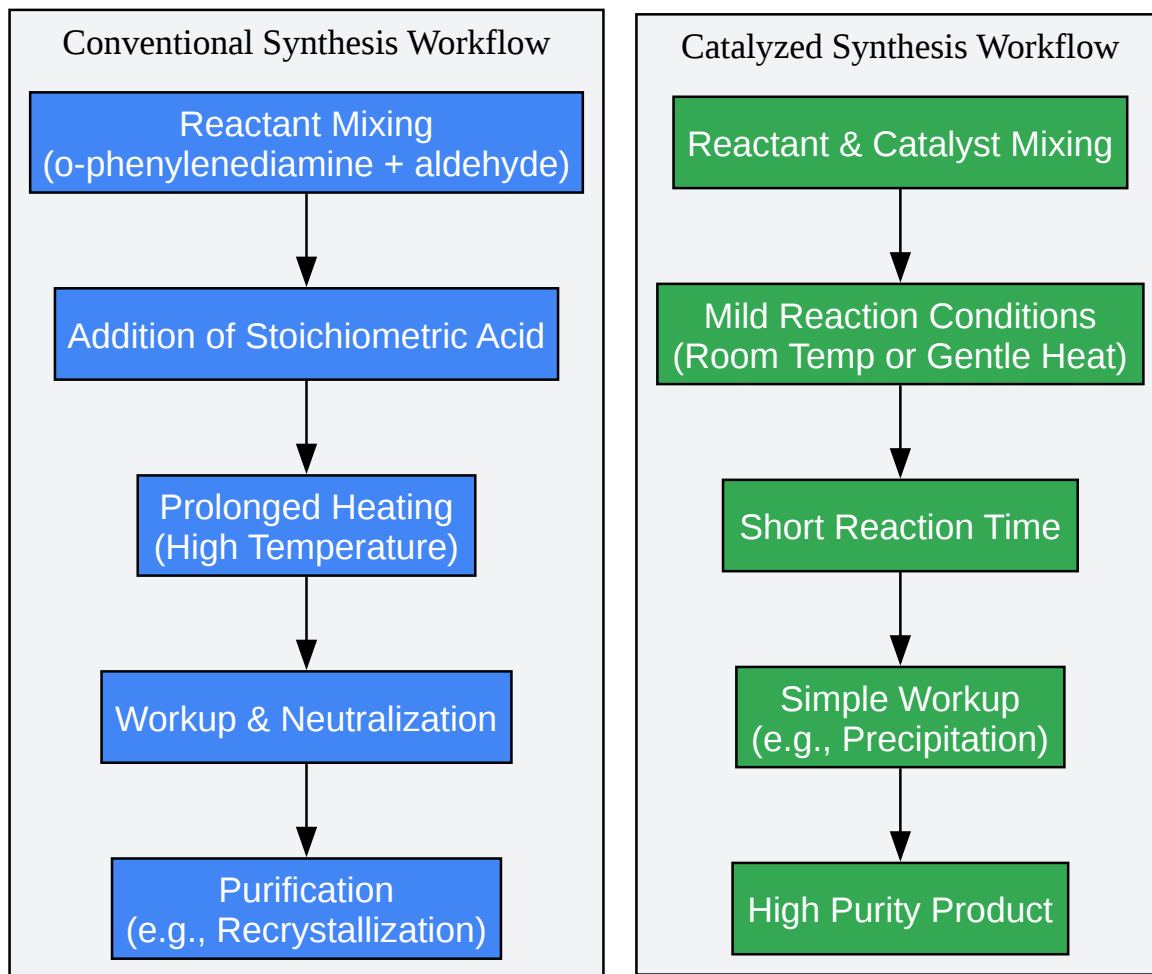 Conventional Synthesis Workflow
Reactant Mixing
(o-phenylenediamine + aldehyde)
Addition of Stoichiometric Acid
Prolonged Heating
(High Temperature)
Workup & Neutralization
Purification
(e.g., Recrystallization)
Catalyzed Synthesis Workflow
Reactant & Catalyst Mixing
Mild Reaction Conditions
(Room Temp or Gentle Heat)
Short Reaction Time
Simple Workup
(e.g., Precipitation)
High Purity Product